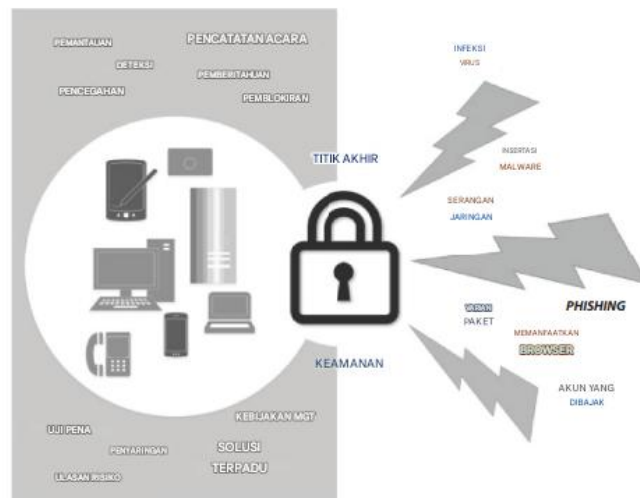 PEMANTAUAN
PENCATATAN ACARA
DETEKSI
PEMBERITAHUAN
PENCEGAHAN
PEMBLOKIRAN
TITIK AKHIR
KEAMANAN
KEBIJAKAN MGT
UJI PENA
PENYARINGAN
SOLUSI
TERPADU
ULASAN RISIKO
INFEKSI
VIRUS
INSERTASI
MALWARE
SERANGAN
JARINGAN
VARIAN
PAKET
PHISHING
MEMANFAATKAN
BROWSER
AKUN YANG
DIBAJAK